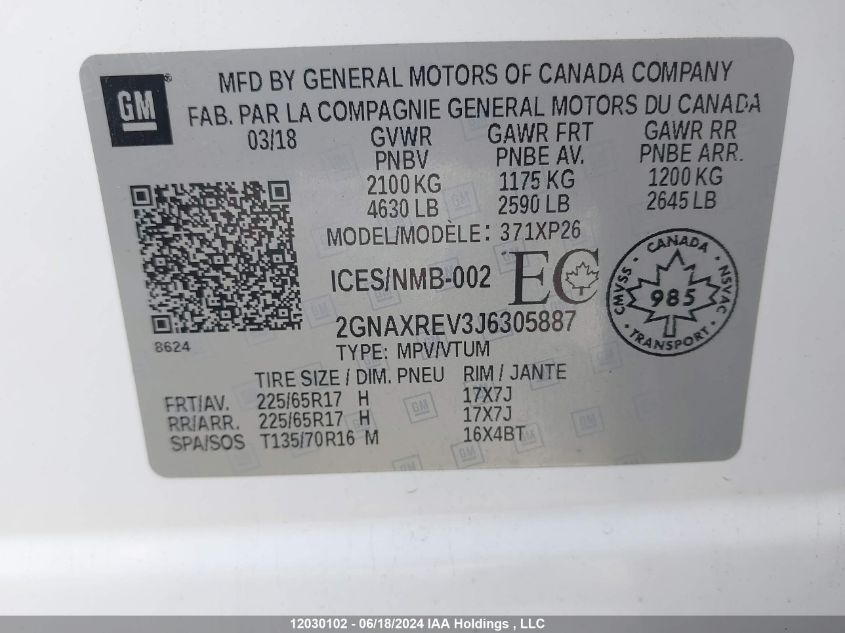 GM
MFD BY GENERAL MOTORS OF CANADA COMPANY
FAB. PAR LA COMPAGNIE GENERAL MOTORS DU CANADA
03/18 GVWR GAWR FRT GAWR RR
PNBV PNBE AV. PNBE ARR.
2100 KG 1175 KG 1200 KG
4630 LB 2590 LB 2645 LB
MODEL/MODÈLE: 371XP26
ICES/NMB-002 EC
CANADA
CMVSS 985 NSVAC
TRANSPORT
2GNAXREV3J6305887
8624
TYPE: MPV/VTUM
TIRE SIZE / DIM. PNEU RIM / JANTE
FRT/AV. 225/65R17 H 17X7J
RR/ARR. 225/65R17 H 17X7J
SPA/SOS T135/70R16 M 16X4BT
12030102 - 06/18/2024 IAA Holdings , LLC